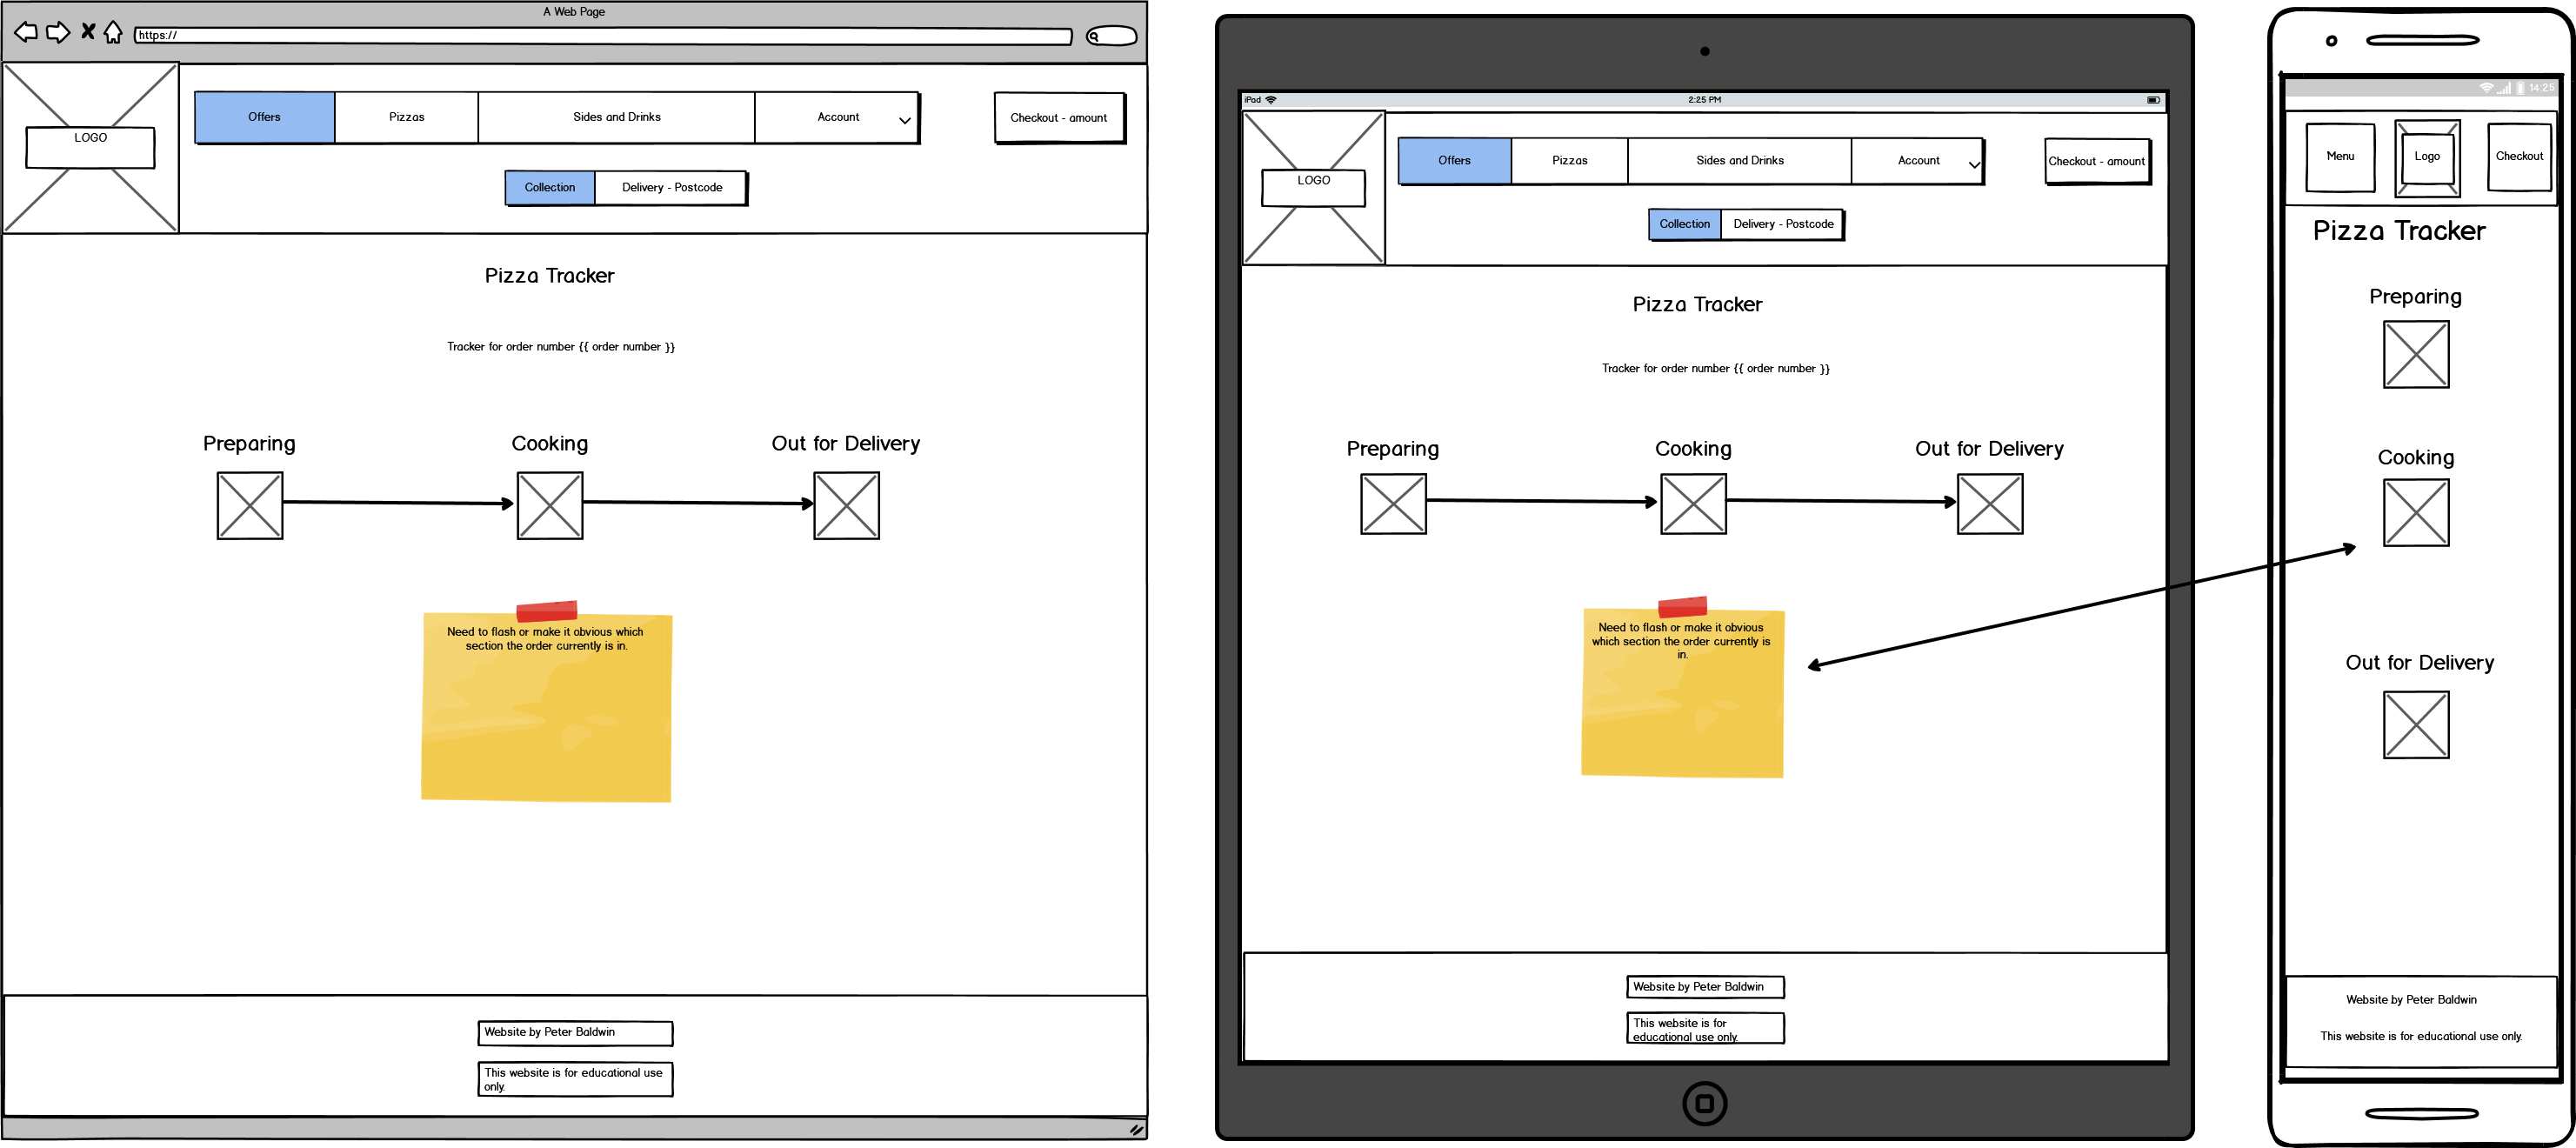 A Web Page
https://
LOGO
Offers
Pizzas
Sides and Drinks
Account
Checkout - amount
Collection
Delivery - Postcode
Pizza Tracker
Tracker for order number {{ order number }}
Preparing
Cooking
Out for Delivery
Need to flash or make it obvious which
section the order currently is in.
Website by Peter Baldwin
This website is for educational use
only.
iPad
2:25 PM
LOGO
Offers
Pizzas
Sides and Drinks
Account
Checkout - amount
Collection
Delivery - Postcode
Pizza Tracker
Tracker for order number {{ order number }}
Preparing
Cooking
Out for Delivery
Need to flash or make it obvious
which section the order currently is
in.
Website by Peter Baldwin
This website is for
educational use only.
14:25
Menu
Logo
Checkout
Pizza Tracker
Preparing
Cooking
Out for Delivery
Website by Peter Baldwin
This website is for educational use only.